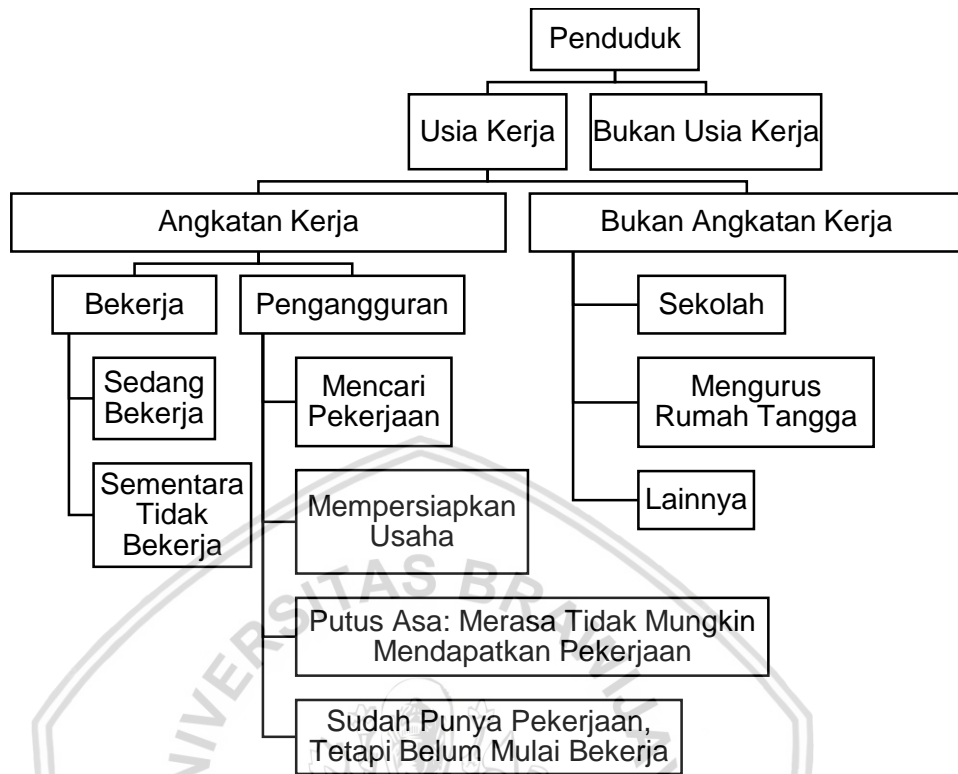 Penduduk
Usia Kerja
Bukan Usia Kerja
Angkatan Kerja
Bukan Angkatan Kerja
Bekerja
Pengangguran
Sekolah
Sedang
Bekerja
Mencari
Pekerjaan
Mengurus
Rumah Tangga
Sementara
Tidak
Bekerja
Mempersiapkan
Usaha
Lainnya
Putus Asa: Merasa Tidak Mungkin
Mendapatkan Pekerjaan
Sudah Punya Pekerjaan,
Tetapi Belum Mulai Bekerja